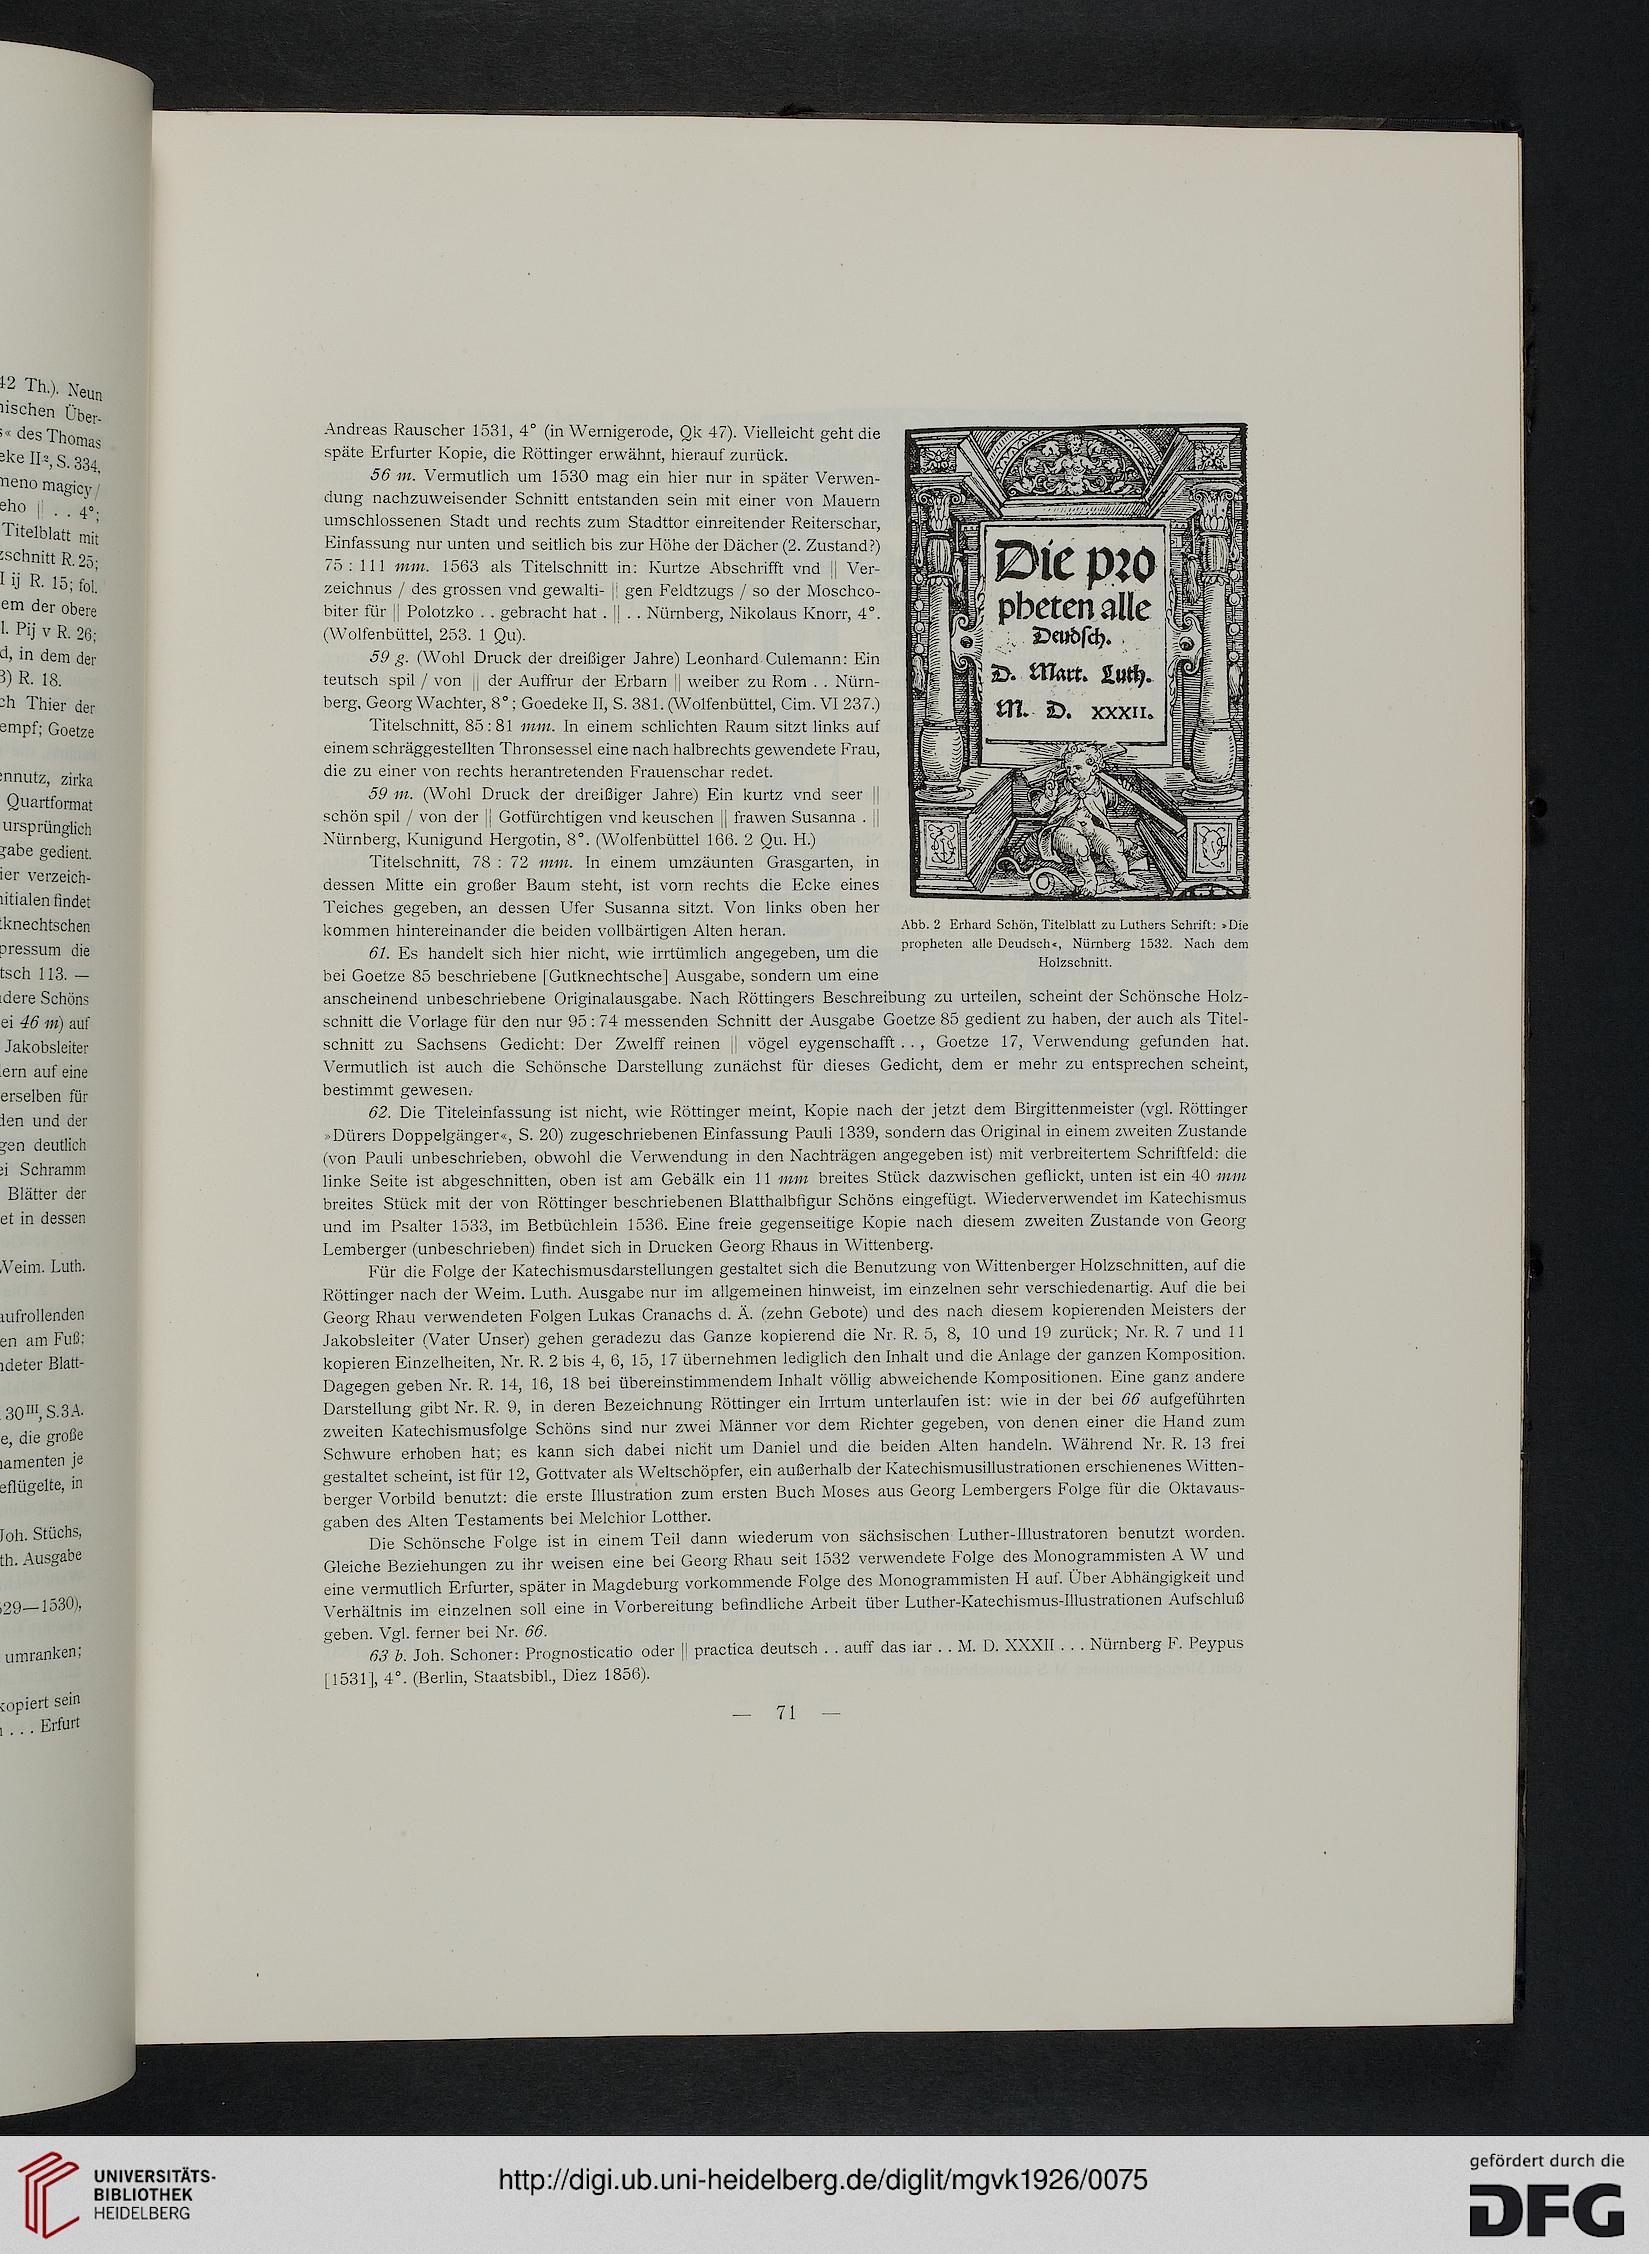 42 Th.). Neun
nischen Über-
s« des Thomas
eke II², S. 334,
meno magicy /
eho || . . 4°;
Titelblatt mit
zschnitt R. 25;
I ij R. 15; fol.
em der obere
l. Pij v R. 26;
d, in dem der
3) R. 18.
ch Thier der
empf; Goetze
ennutz, zirka
Quartformat
ursprünglich
gabe gedient.
ier verzeich-
nitialen findet
tknechtschen
pressum die
tsch 113. —
ndere Schöns
ei 46 m) auf
Jakobsleiter
ern auf eine
erselben für
den und der
gen deutlich
ei Schramm
Blätter der
et in dessen
Weim. Luth.
aufrollenden
en am Fuß;
ndeter Blatt-
30III, S. 3 A.
e, die große
namenten je
eflügelte, in
Joh. Stüchs,
th. Ausgabe
529—1530),
umranken;
kopiert sein
. . . Erfurt
Andreas Rauscher 1531, 4° (in Wernigerode, Qk 47). Vielleicht geht die
späte Erfurter Kopie, die Röttinger erwähnt, hierauf zurück.
56 m. Vermutlich um 1530 mag ein hier nur in später Verwen-
dung nachzuweisender Schnitt entstanden sein mit einer von Mauern
umschlossenen Stadt und rechts zum Stadttor einreitender Reiterschar,
Einfassung nur unten und seitlich bis zur Höhe der Dächer (2. Zustand?)
75 : 111 mm. 1563 als Titelschnitt in: Kurtze Abschrifft vnd || Ver-
zeichnus / des grossen vnd gewalti- || gen Feldtzugs / so der Moschco-
biter für || Polotzko . . gebracht hat . || . . Nürnberg, Nikolaus Knorr, 4°.
(Wolfenbüttel, 253. 1 Qu).
59 g. (Wohl Druck der dreißiger Jahre) Leonhard Culemann: Ein
teutsch spil / von || der Auffrur der Erbarn || weiber zu Rom . . Nürn-
berg, Georg Wachter, 8°; Goedeke II, S. 381. (Wolfenbüttel, Cim. VI 237.)
Titelschnitt, 85 : 81 mm. In einem schlichten Raum sitzt links auf
einem schräggestellten Thronsessel eine nach halbrechts gewendete Frau,
die zu einer von rechts herantretenden Frauenschar redet.
59 m. (Wohl Druck der dreißiger Jahre) Ein kurtz vnd seer ||
schön spil / von der || Gotfürchtigen vnd keuschen || frawen Susanna . ||
Nürnberg, Kunigund Hergotin, 8°. (Wolfenbüttel 166. 2 Qu. H.)
Titelschnitt, 78 : 72 mm. In einem umzäunten Grasgarten, in
dessen Mitte ein großer Baum steht, ist vorn rechts die Ecke eines
Teiches gegeben, an dessen Ufer Susanna sitzt. Von links oben her
kommen hintereinander die beiden vollbärtigen Alten heran.
61. Es handelt sich hier nicht, wie irrtümlich angegeben, um die
bei Goetze 85 beschriebene [Gutknechtsche] Ausgabe, sondern um eine
Die pro
pheten alle
Deudsch.
D. Mart. Luth.
M. D. XXXII.
Abb. 2 Erhard Schön, Titelblatt zu Luthers Schrift: »Die
propheten alle Deudsch«, Nürnberg 1532. Nach dem
Holzschnitt.
anscheinend unbeschriebene Originalausgabe. Nach Röttingers Beschreibung zu urteilen, scheint der Schönsche Holz-
schnitt die Vorlage für den nur 95 : 74 messenden Schnitt der Ausgabe Goetze 85 gedient zu haben, der auch als Titel-
schnitt zu Sachsens Gedicht: Der Zwelff reinen || vögel eygenschafft . . , Goetze 17, Verwendung gefunden hat.
Vermutlich ist auch die Schönsche Darstellung zunächst für dieses Gedicht, dem er mehr zu entsprechen scheint,
bestimmt gewesen.
62. Die Titeleinfassung ist nicht, wie Röttinger meint, Kopie nach der jetzt dem Birgittenmeister (vgl. Röttinger
»Dürers Doppelgänger«, S. 20) zugeschriebenen Einfassung Pauli 1339, sondern das Original in einem zweiten Zustande
(von Pauli unbeschrieben, obwohl die Verwendung in den Nachträgen angegeben ist) mit verbreitertem Schriftfeld: die
linke Seite ist abgeschnitten, oben ist am Gebälk ein 11 mm breites Stück dazwischen geflickt, unten ist ein 40 mm
breites Stück mit der von Röttinger beschriebenen Blatthalbfigur Schöns eingefügt. Wiederverwendet im Katechismus
und im Psalter 1533, im Betbüchlein 1536. Eine freie gegenseitige Kopie nach diesem zweiten Zustande von Georg
Lemberger (unbeschrieben) findet sich in Drucken Georg Rhaus in Wittenberg.
Für die Folge der Katechismusdarstellungen gestaltet sich die Benutzung von Wittenberger Holzschnitten, auf die
Röttinger nach der Weim. Luth. Ausgabe nur im allgemeinen hinweist, im einzelnen sehr verschiedenartig. Auf die bei
Georg Rhau verwendeten Folgen Lukas Cranachs d. Ä. (zehn Gebote) und des nach diesem kopierenden Meisters der
Jakobsleiter (Vater Unser) gehen geradezu das Ganze kopierend die Nr. R. 5, 8, 10 und 19 zurück; Nr. R. 7 und 11
kopieren Einzelheiten, Nr. R. 2 bis 4, 6, 15, 17 übernehmen lediglich den Inhalt und die Anlage der ganzen Komposition.
Dagegen geben Nr. R. 14, 16, 18 bei übereinstimmendem Inhalt völlig abweichende Kompositionen. Eine ganz andere
Darstellung gibt Nr. R. 9, in deren Bezeichnung Röttinger ein Irrtum unterlaufen ist: wie in der bei 66 aufgeführten
zweiten Katechismusfolge Schöns sind nur zwei Männer vor dem Richter gegeben, von denen einer die Hand zum
Schwure erhoben hat; es kann sich dabei nicht um Daniel und die beiden Alten handeln. Während Nr. R. 13 frei
gestaltet scheint, ist für 12, Gottvater als Weltschöpfer, ein außerhalb der Katechismusillustrationen erschienenes Witten-
berger Vorbild benutzt: die erste Illustration zum ersten Buch Moses aus Georg Lembergers Folge für die Oktavaus-
gaben des Alten Testaments bei Melchior Lotther.
Die Schönsche Folge ist in einem Teil dann wiederum von sächsischen Luther-Illustratoren benutzt worden.
Gleiche Beziehungen zu ihr weisen eine bei Georg Rhau seit 1532 verwendete Folge des Monogrammisten A W und
eine vermutlich Erfurter, später in Magdeburg vorkommende Folge des Monogrammisten H auf. Über Abhängigkeit und
Verhältnis im einzelnen soll eine in Vorbereitung befindliche Arbeit über Luther-Katechismus-Illustrationen Aufschluß
geben. Vgl. ferner bei Nr. 66.
63 b. Joh. Schoner: Prognosticatio oder || practica deutsch . . auff das iar . . M. D. XXXII . . . Nürnberg F. Peypus
[1531], 4°. (Berlin, Staatsbibl., Diez 1856).
— 71 —
UNIVERSITÄTS-
BIBLIOTHEK
HEIDELBERG
http://digi.ub.uni-heidelberg.de/diglit/mgvk1926/0075
gefördert durch die
DFG